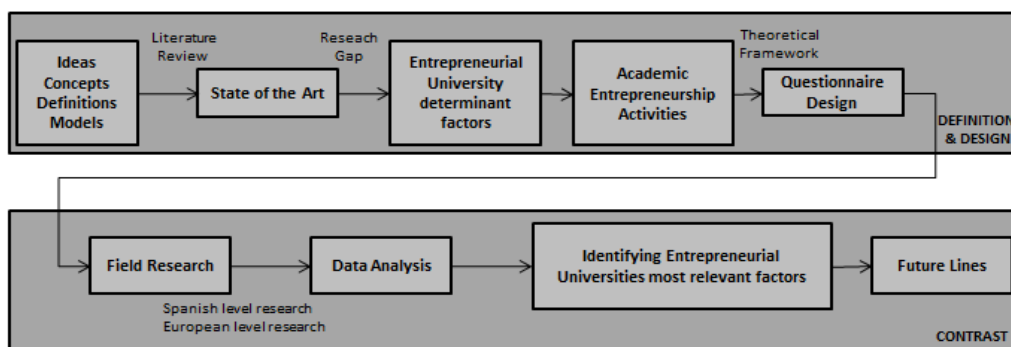 Ideas
Concepts
Definitions
Models
Literature
Review
State of the Art
Reseach
Gap
Entrepreneurial
University
determinant
factors
Academic
Entrepreneurship
Activities
Theoretical
Framework
Questionnaire
Design
DEFINITION
& DESIGN
Field Research
Spanish level research
European level research
Data Analysis
Identifying Entrepreneurial
Universities most relevant factors
Future Lines
CONTRAST